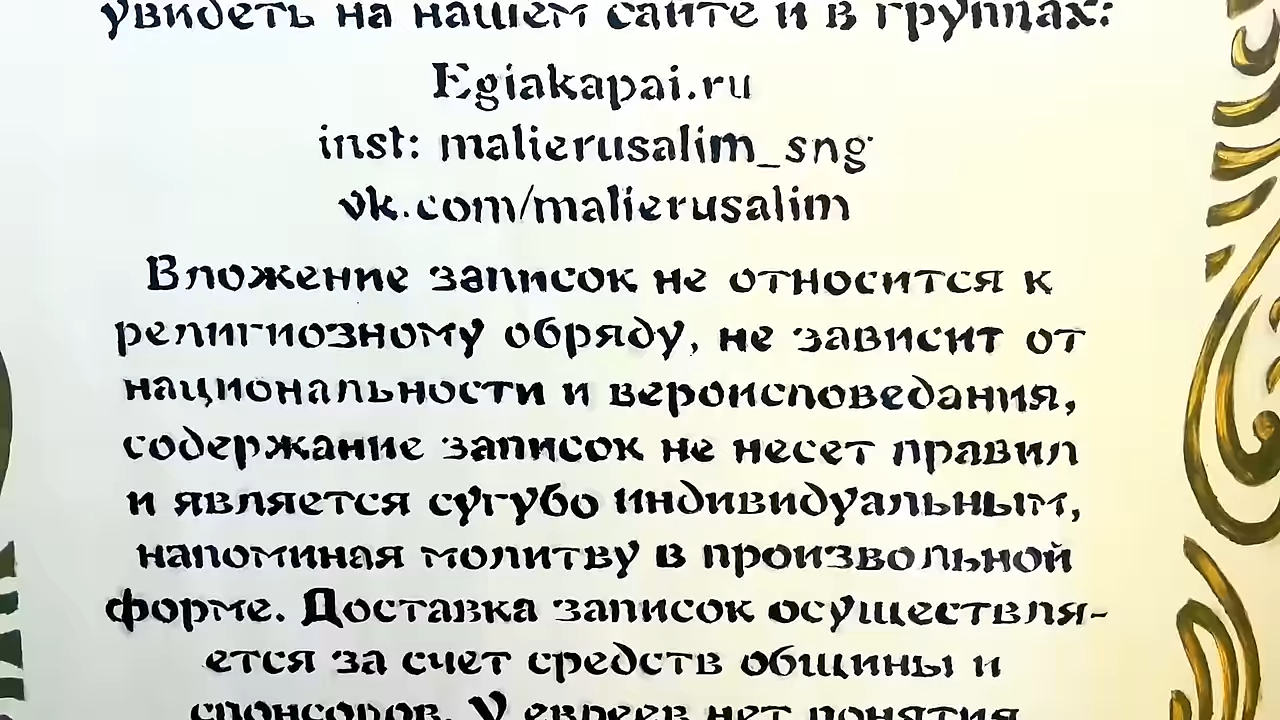 увидеть на нашем сайте и в группах:
Egiakapai.ru
inst: malierusalim_sng
vk.com/malierusalim
Вложение записок не относится к
религиозному обряду, не зависит от
национальности и вероисповедания,
содержание записок не несет правил
и является сугубо индивидуальным,
напоминая молитву в произвольной
форме. Доставка записок осуществля-
ется за счет средств общины и
спонсоров. У евреев нет понятия